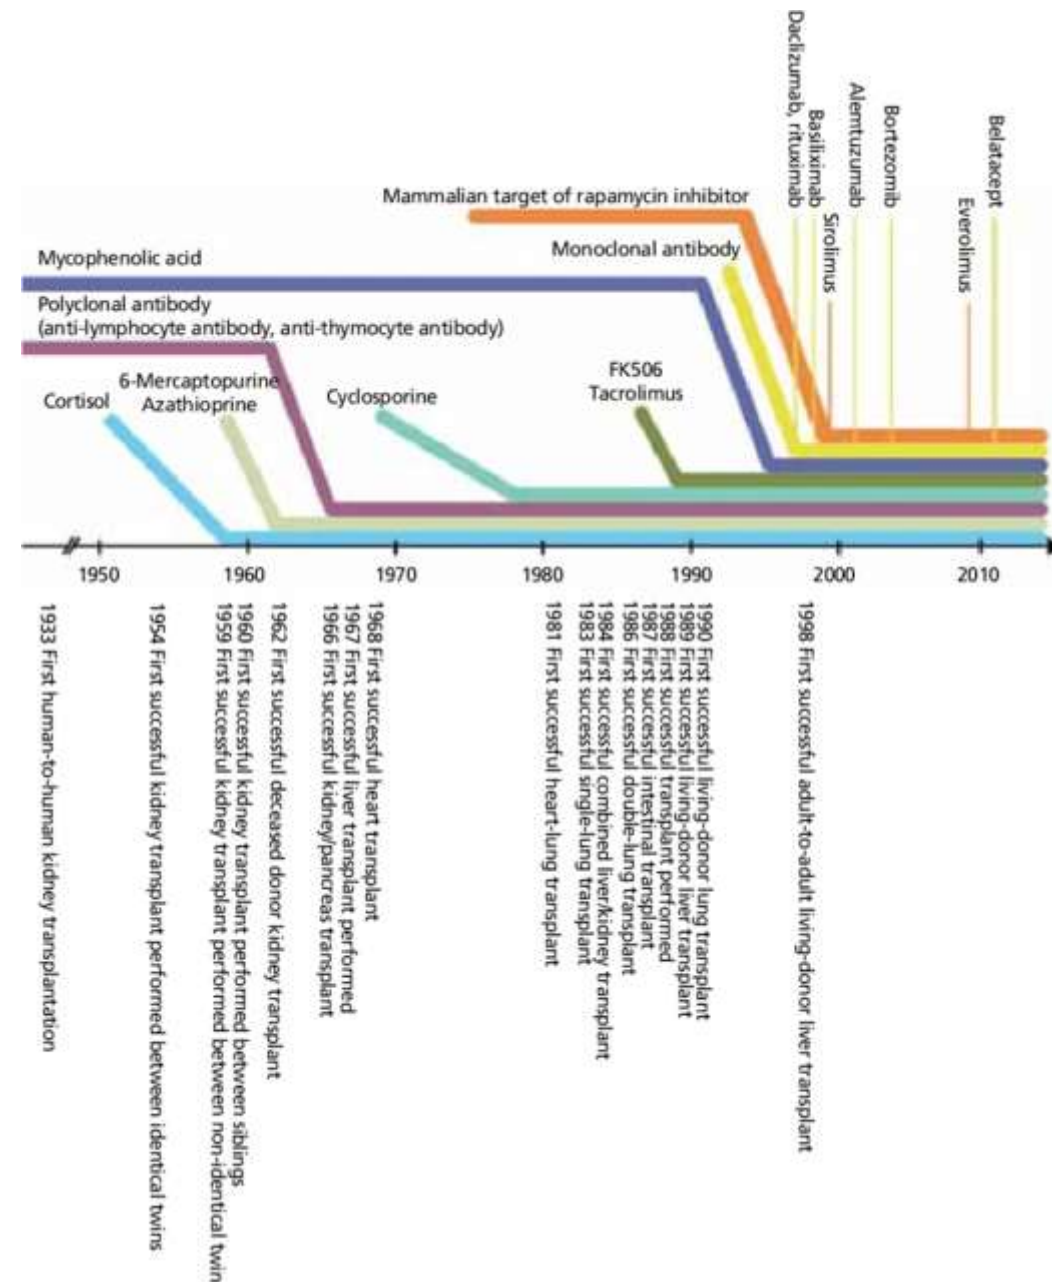 Daclizumab, rituximab
Basiliximab
Sirolimus
Alemtuzumab
Bortezomib
Everolimus
Belatacept
Mammalian target of rapamycin inhibitor
Monoclonal antibody
Mycophenolic acid
Polyclonal antibody
(anti-lymphocyte antibody, anti-thymocyte antibody)
Cortisol
6-Mercaptopurine
Azathioprine
Cyclosporine
FK506
Tacrolimus
1950
1960
1970
1980
1990
2000
2010
1933 First human-to-human kidney transplantation
1954 First successful kidney transplant performed between identical twins
1959 First successful kidney transplant performed between non-identical twin
1960 First successful kidney transplant performed between siblings
1962 First successful deceased donor kidney transplant
1966 First successful kidney/pancreas transplant
1967 First successful liver transplant performed
1968 First successful heart transplant
1981 First successful heart-lung transplant
1983 First successful single-lung transplant
1984 First successful combined liver/kidney transplant
1986 First successful double-lung transplant
1987 First successful intestinal transplant
1988 First successful transplant performed
1989 First successful living-donor liver transplant
1990 First successful living-donor lung transplant
1998 First successful adult-to-adult living-donor liver transplant